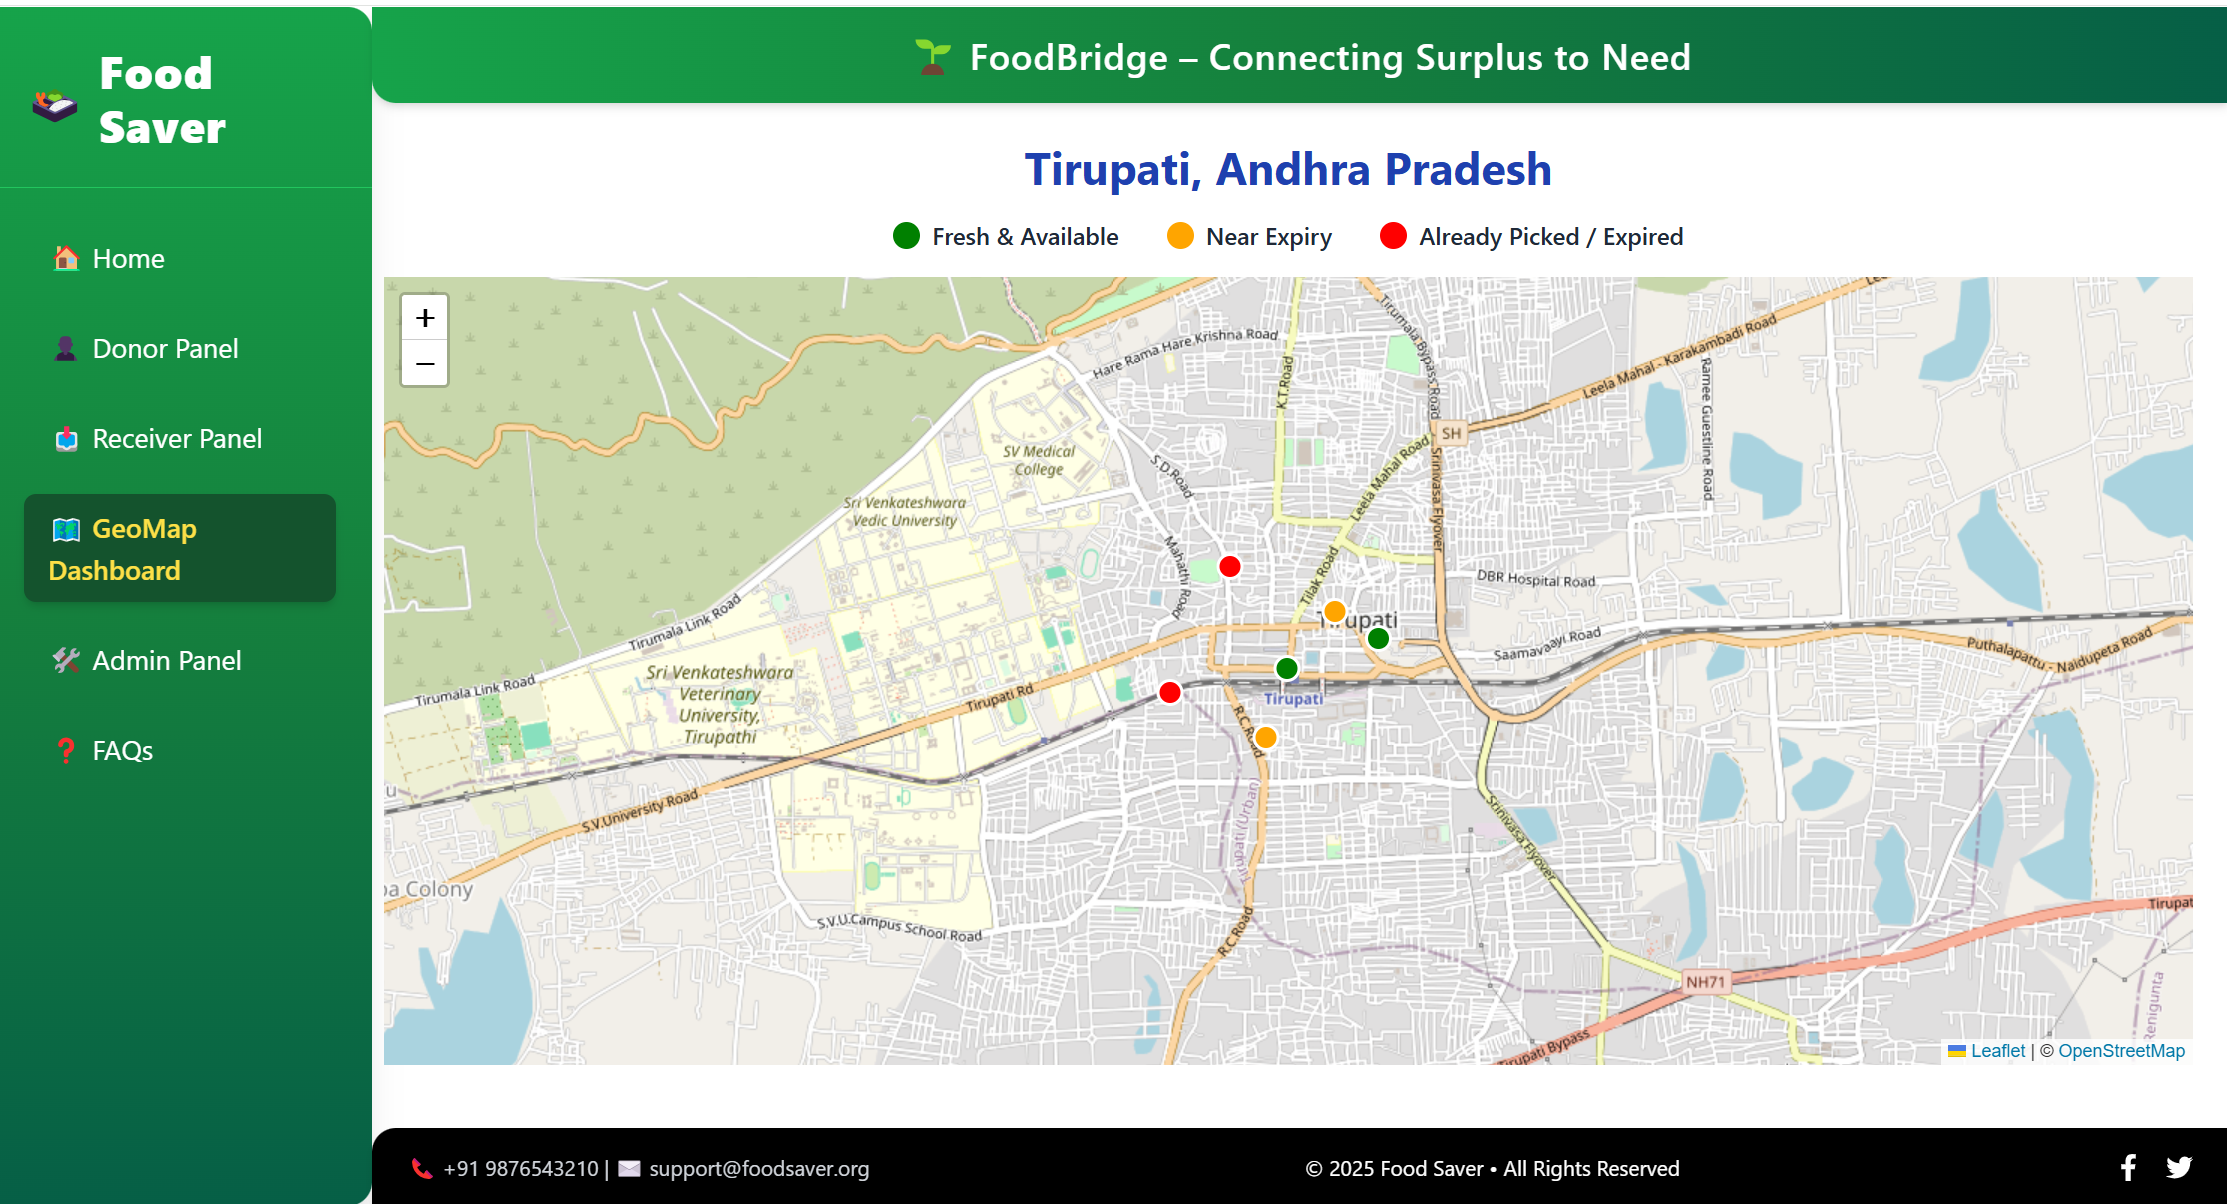 Food
Saver
Home
Donor Panel
Receiver Panel
GeoMap
Dashboard
Admin Panel
FAQs
FoodBridge – Connecting Surplus to Need
Tirupati, Andhra Pradesh
Fresh & Available
Near Expiry
Already Picked / Expired
+
−
Hare Rama Hare Krishna Road
K.T.Road
Tirumala Bypass Road
Leela Mahal - Karakambadi Road
Ramee Guestline Road
SH
SV Medical
College
S.D.Road
Leela Mahal Road
Srinivasa Flyover
Sri Venkateshwara
Vedic University
Mahathi Road
Tilak Road
DBR Hospital Road
Tirupati
Tirumala Link Road
Saamavaayi Road
Puthalapattu - Naidupeta Road
Sri Venkateshwara
Veterinary
University,
Tirupathi
Tirumala Link Road
Tirupati Rd
Tirupati
R.C.Road
S.V.University Road
Tirupati (Urban)
Srinivasa Flyover
pa Colony
S.V.U.Campus School Road
R.C.Road
Tirupat
NH71
Renigunta
Tirupati Bypass
Leaflet | © OpenStreetMap
+91 9876543210 | support@foodsaver.org
© 2025 Food Saver • All Rights Reserved